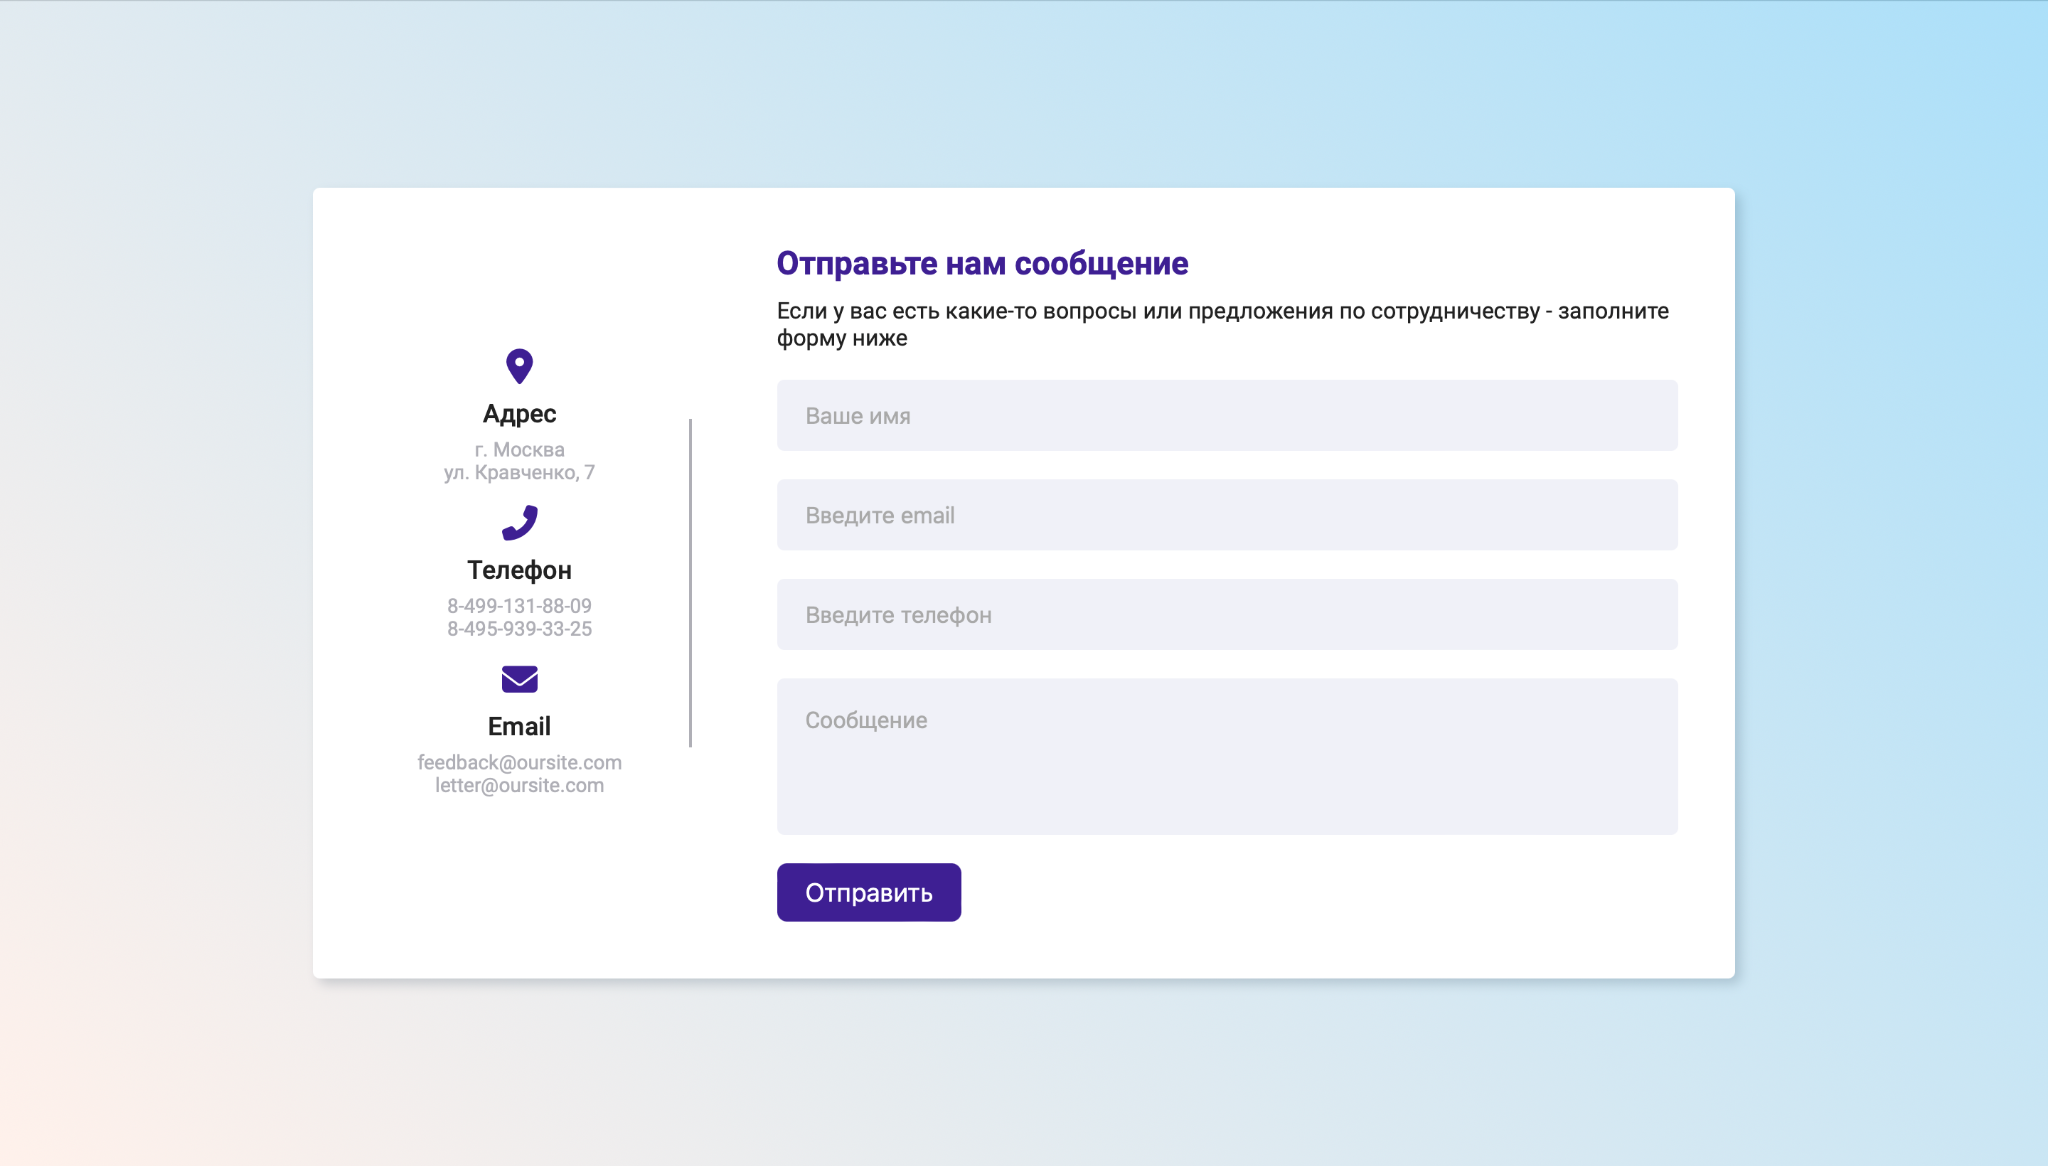 Адрес
г. Москва
ул. Кравченко, 7
Телефон
8-499-131-88-09
8-495-939-33-25
Email
feedback@oursite.com
letter@oursite.com
Отправьте нам сообщение
Если у вас есть какие-то вопросы или предложения по сотрудничеству - заполните
форму ниже
Ваше имя
Введите email
Введите телефон
Сообщение
Отправить